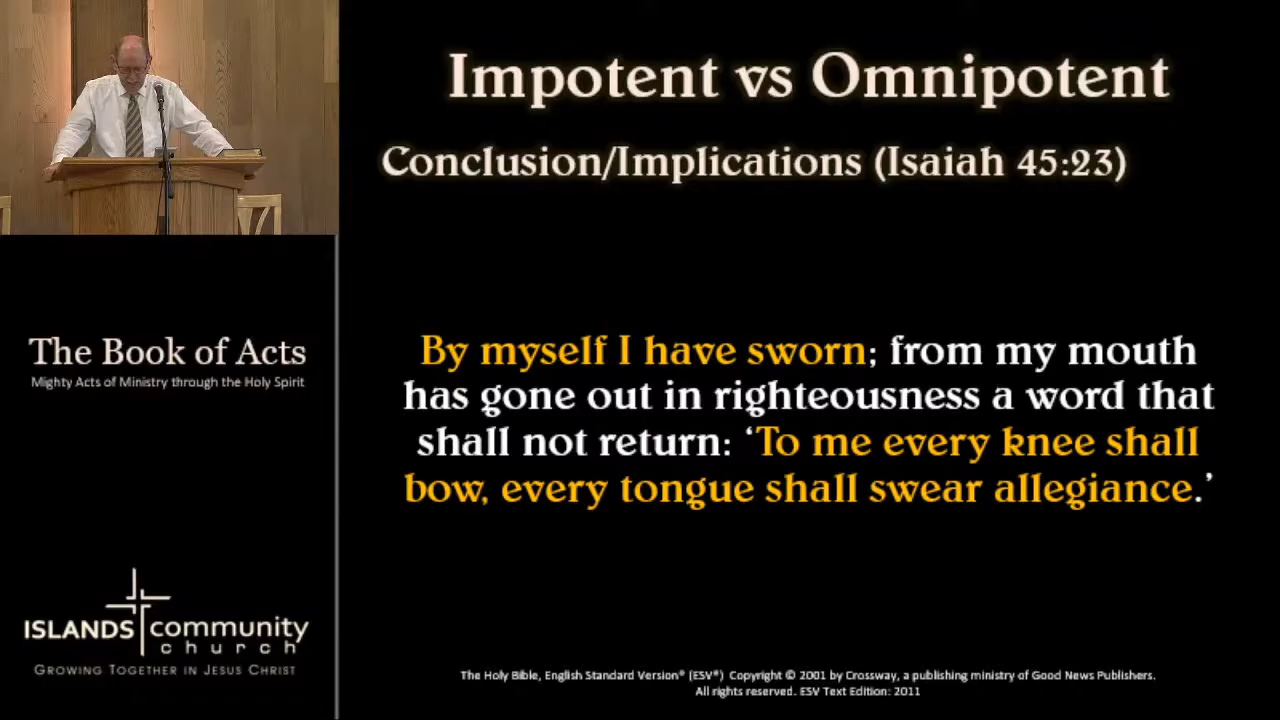 Impotent vs Omnipotent
Conclusion/Implications (Isaiah 45:23)
By myself I have sworn; from my mouth
has gone out in righteousness a word that
shall not return: ‘To me every knee shall
bow, every tongue shall swear allegiance.’
The Book of Acts
Mighty Acts of Ministry through the Holy Spirit
ISLANDS community
church
GROWING TOGETHER IN JESUS CHRIST
The Holy Bible, English Standard Version® (ESV®) Copyright © 2001 by Crossway, a publishing ministry of Good News Publishers.
All rights reserved. ESV Text Edition: 2011